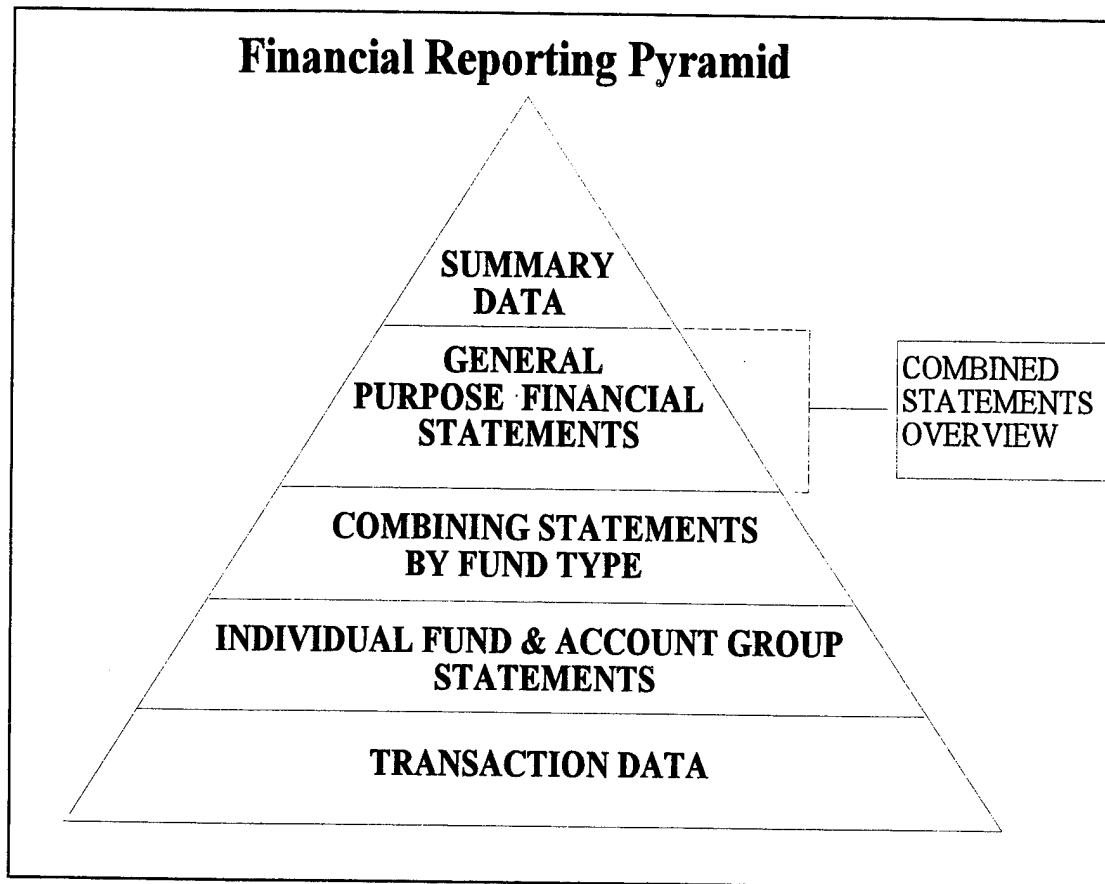 Financial Reporting Pyramid
SUMMARY
DATA
GENERAL
PURPOSE FINANCIAL
STATEMENTS
COMBINED
STATEMENTS
OVERVIEW
COMBINING STATEMENTS
BY FUND TYPE
INDIVIDUAL FUND & ACCOUNT GROUP
STATEMENTS
TRANSACTION DATA